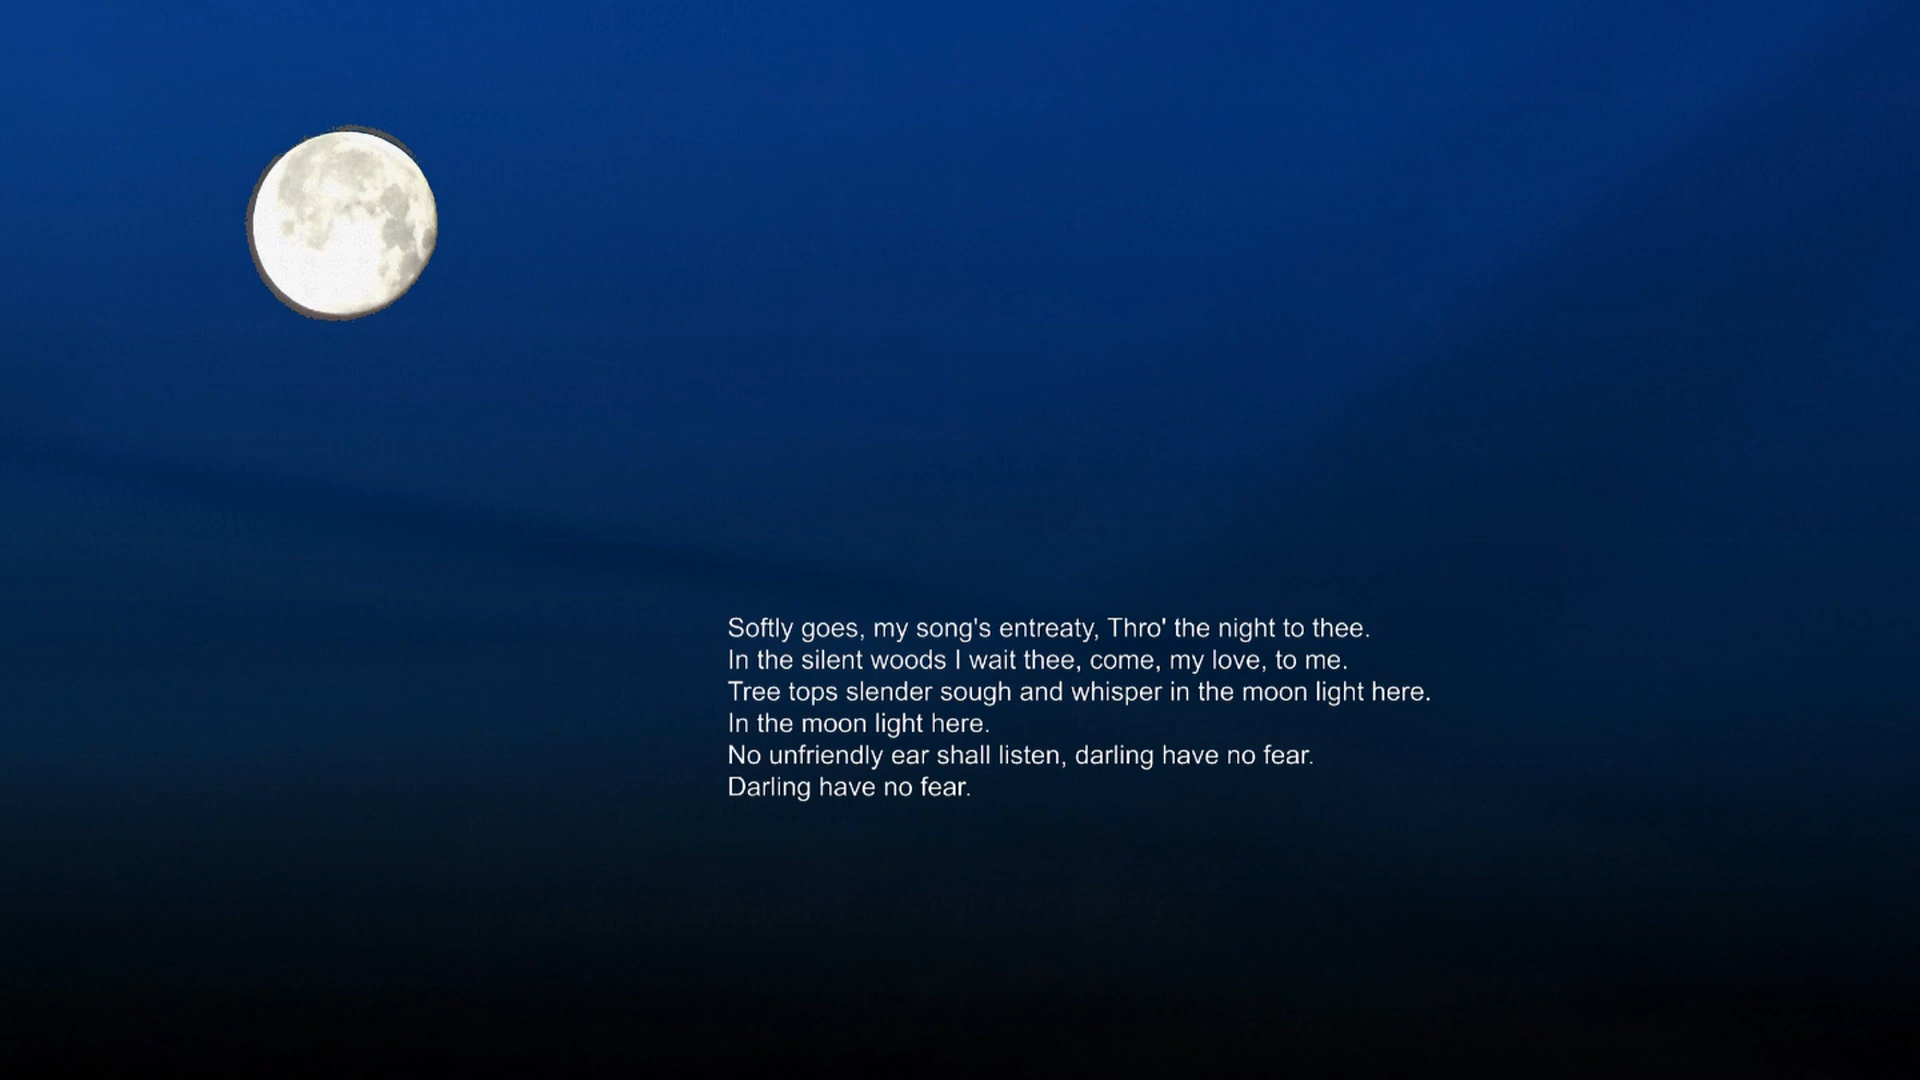 Softly goes, my song's entreaty, Thro' the night to thee.
In the silent woods I wait thee, come, my love, to me.
Tree tops slender sough and whisper in the moon light here.
In the moon light here.
No unfriendly ear shall listen, darling have no fear.
Darling have no fear.